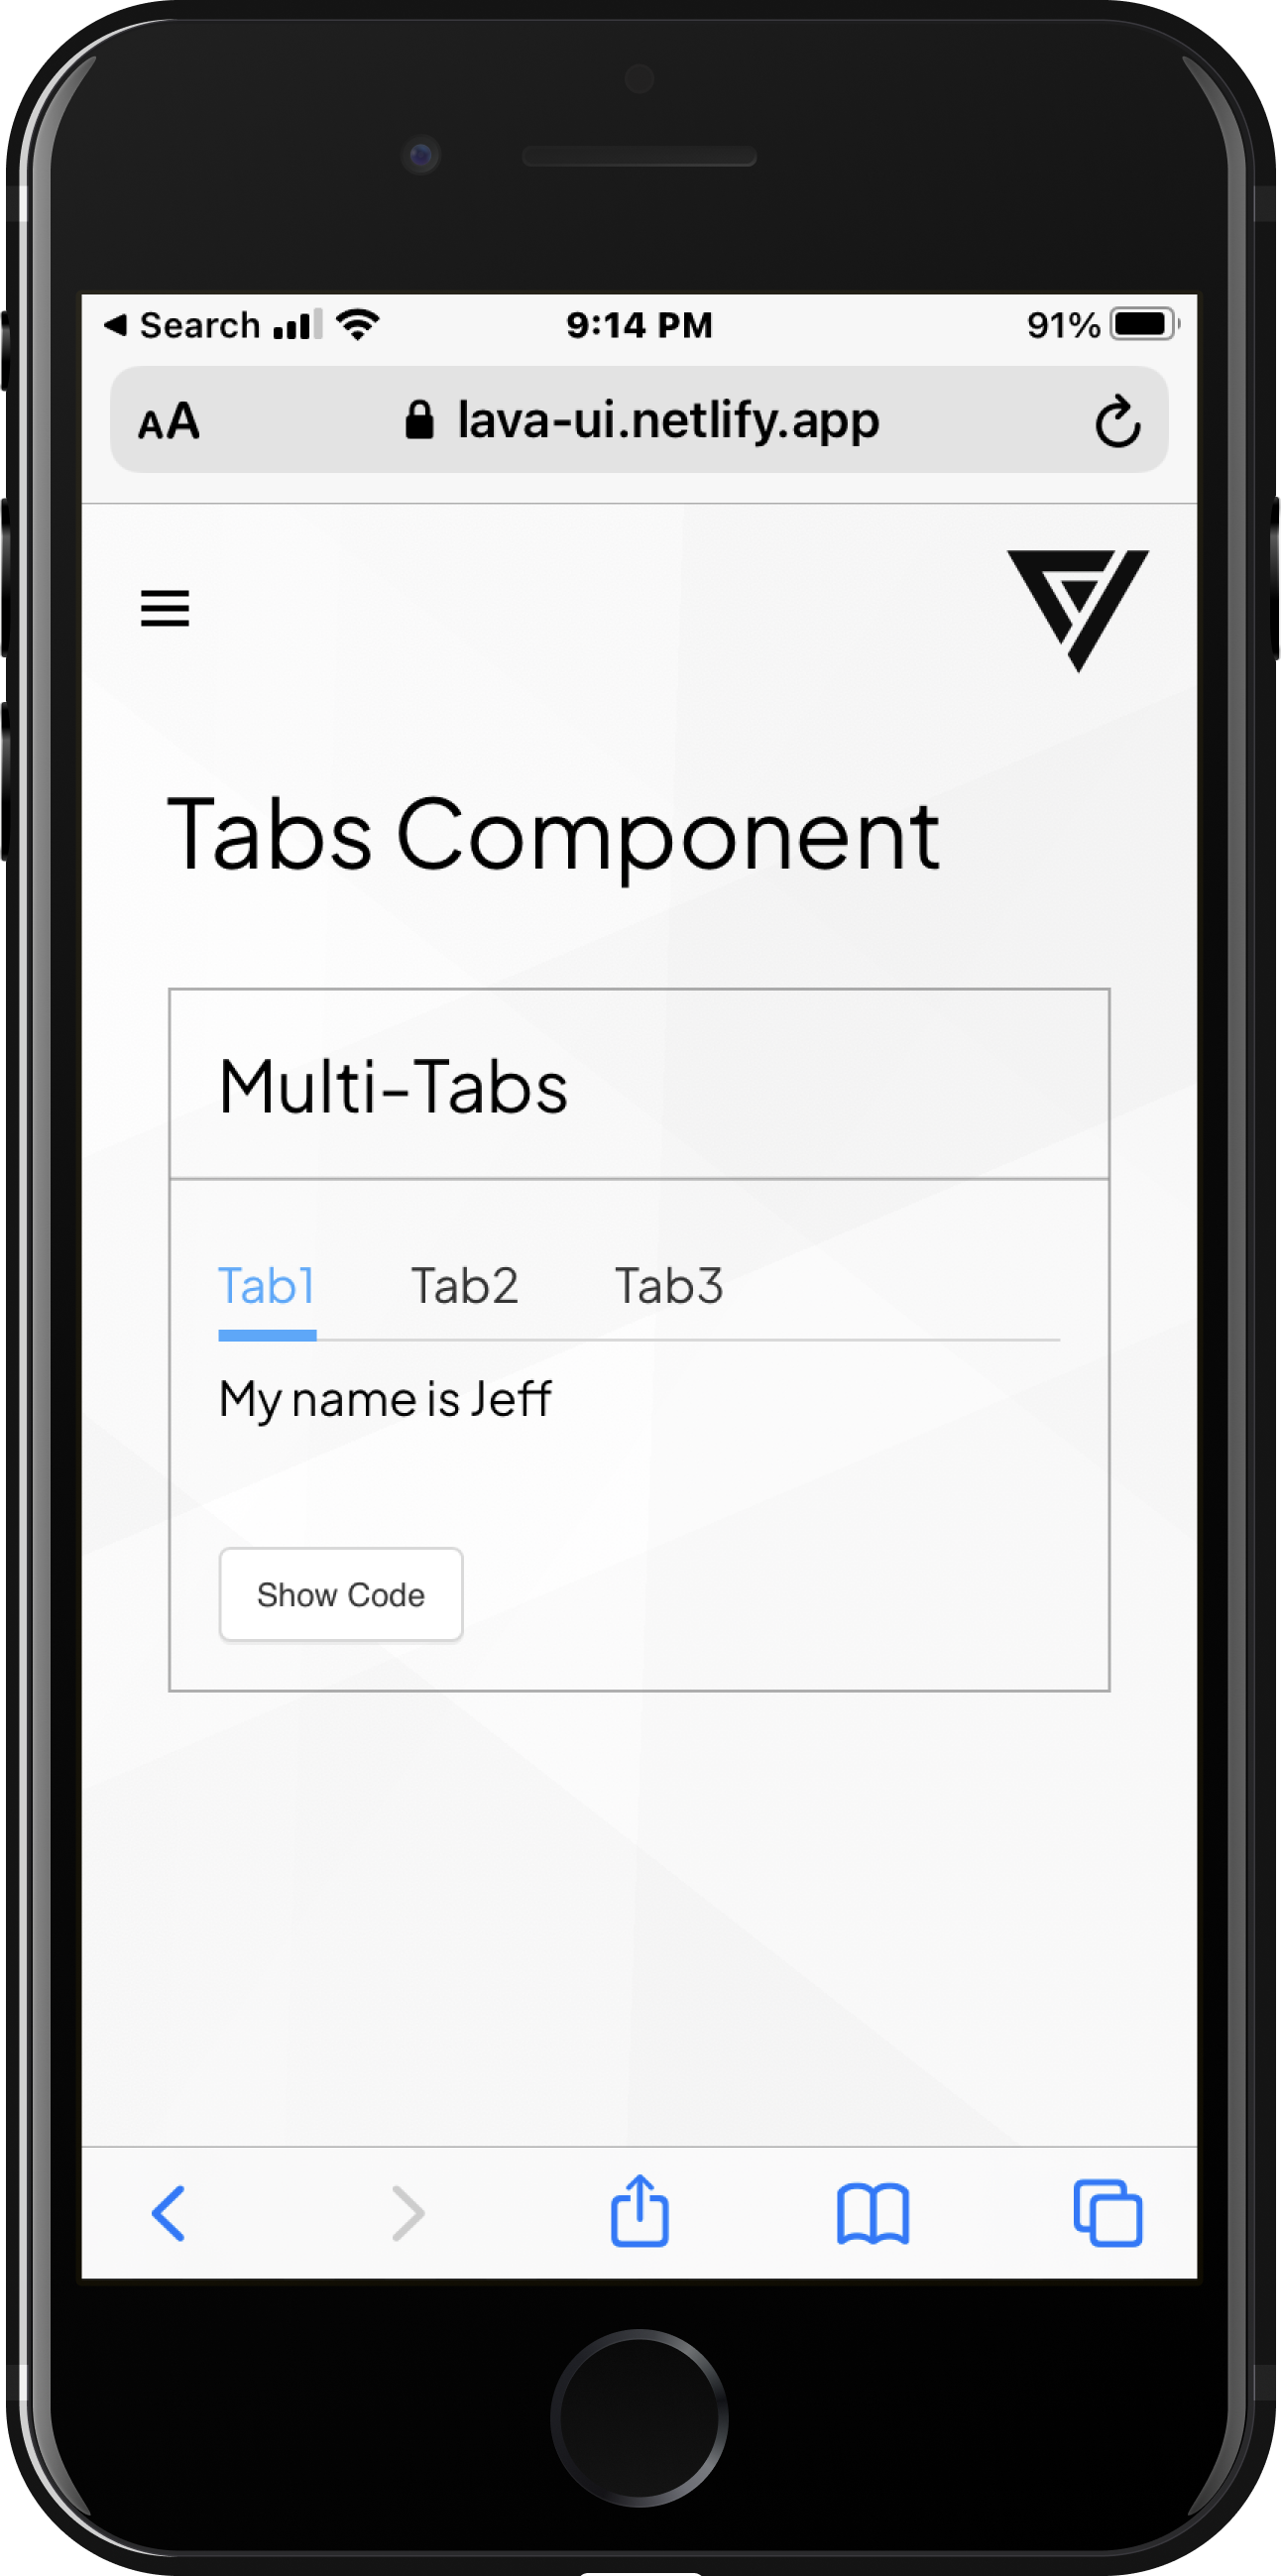 Search 9:14 PM 91%
AA lava-ui.netlify.app
Tabs Component
Multi-Tabs
Tab1 Tab2 Tab3
My name is Jeff
Show Code